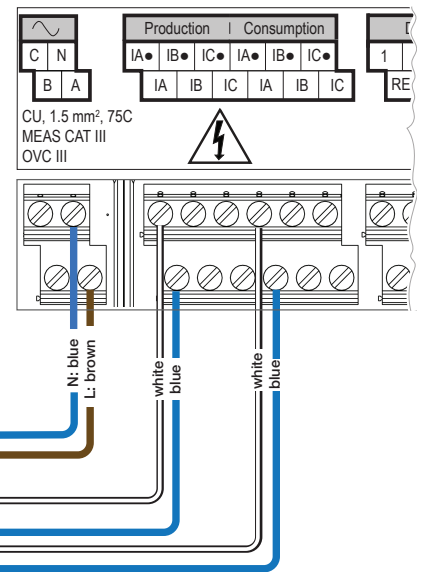 Production | Consumption D
C N IA● IB● IC● IA● IB● IC● 1
B A IA IB IC IA IB IC RE
CU, 1.5 mm², 75C
MEAS CAT III
OVC III
N: blue
L: brown
white
blue
white
blue